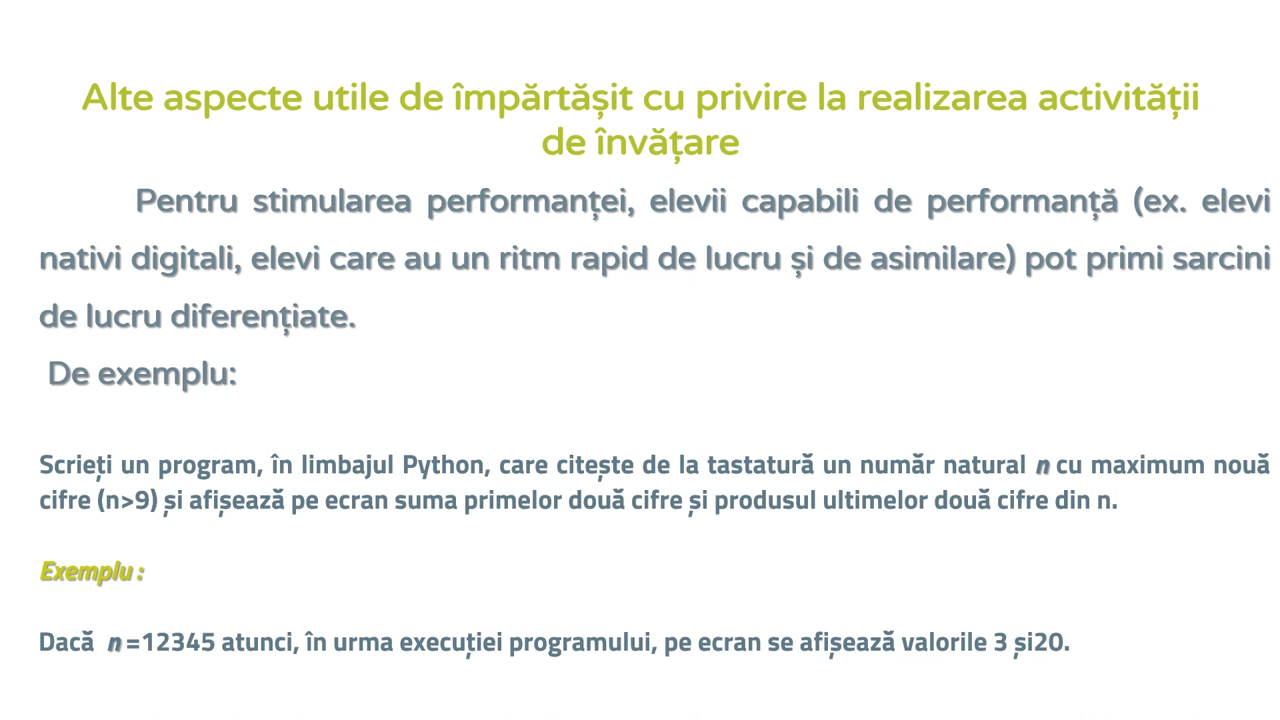 Alte aspecte utile de împărtășit cu privire la realizarea activității
de învățare
Pentru stimularea performanței, elevii capabili de performanță (ex. elevi
nativi digitali, elevi care au un ritm rapid de lucru și de asimilare) pot primi sarcini
de lucru diferențiate.
De exemplu:
Scrieți un program, în limbajul Python, care citește de la tastatură un număr natural n cu maximum nouă
cifre (n>9) și afișează pe ecran suma primelor două cifre și produsul ultimelor două cifre din n.
Exemplu :
Dacă n =12345 atunci, în urma execuției programului, pe ecran se afișează valorile 3 și20.